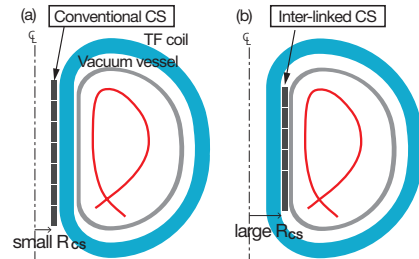 (a)
Conventional CS
℄
TF coil
Vacuum vessel
small RCS
(b)
Inter-linked CS
℄
large RCS